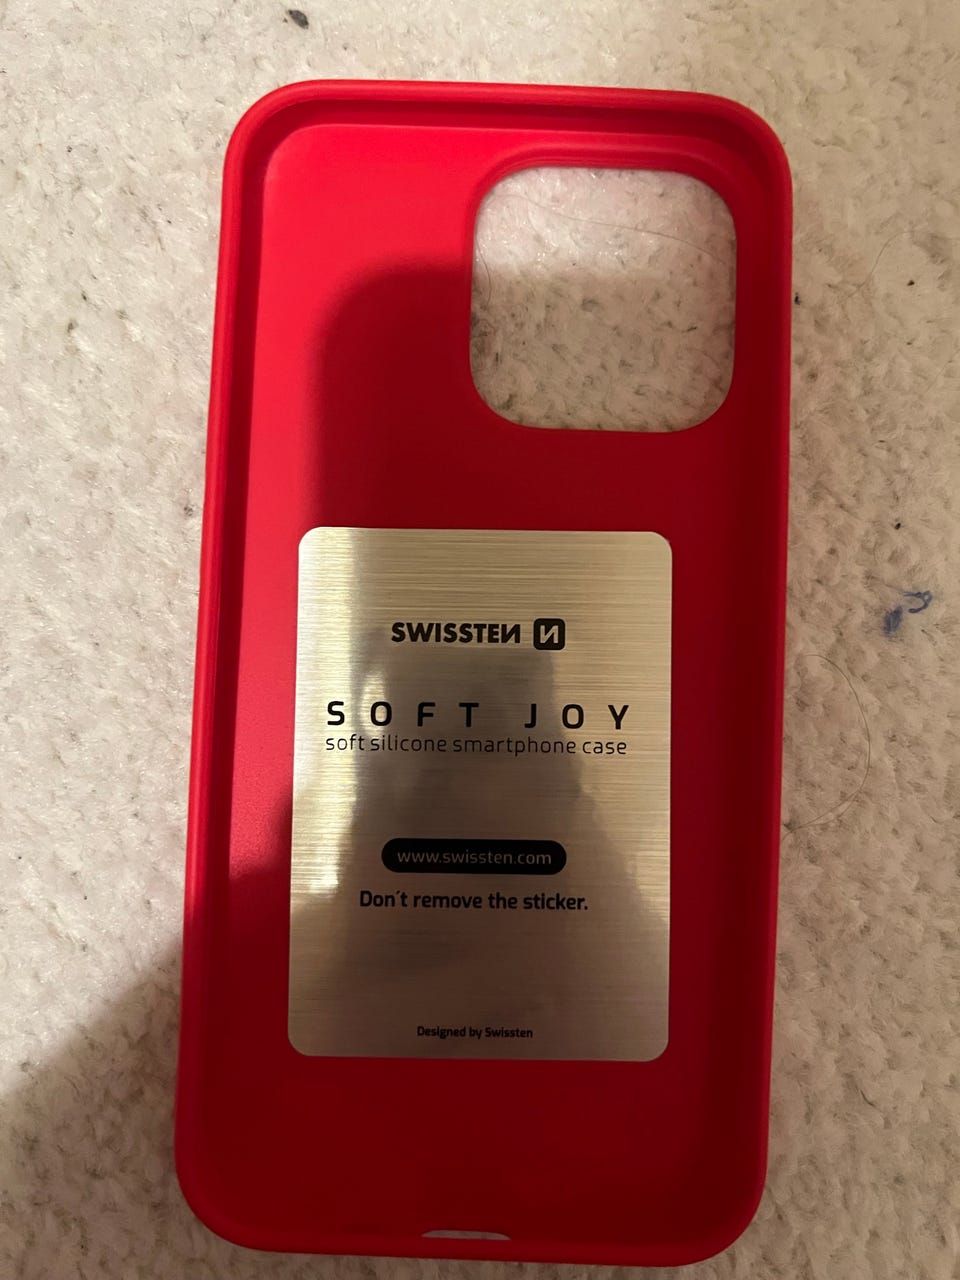 SWISSTEN N
SOFT JOY
soft silicone smartphone case
www.swissten.com
Don´t remove the sticker.
Designed by Swissten